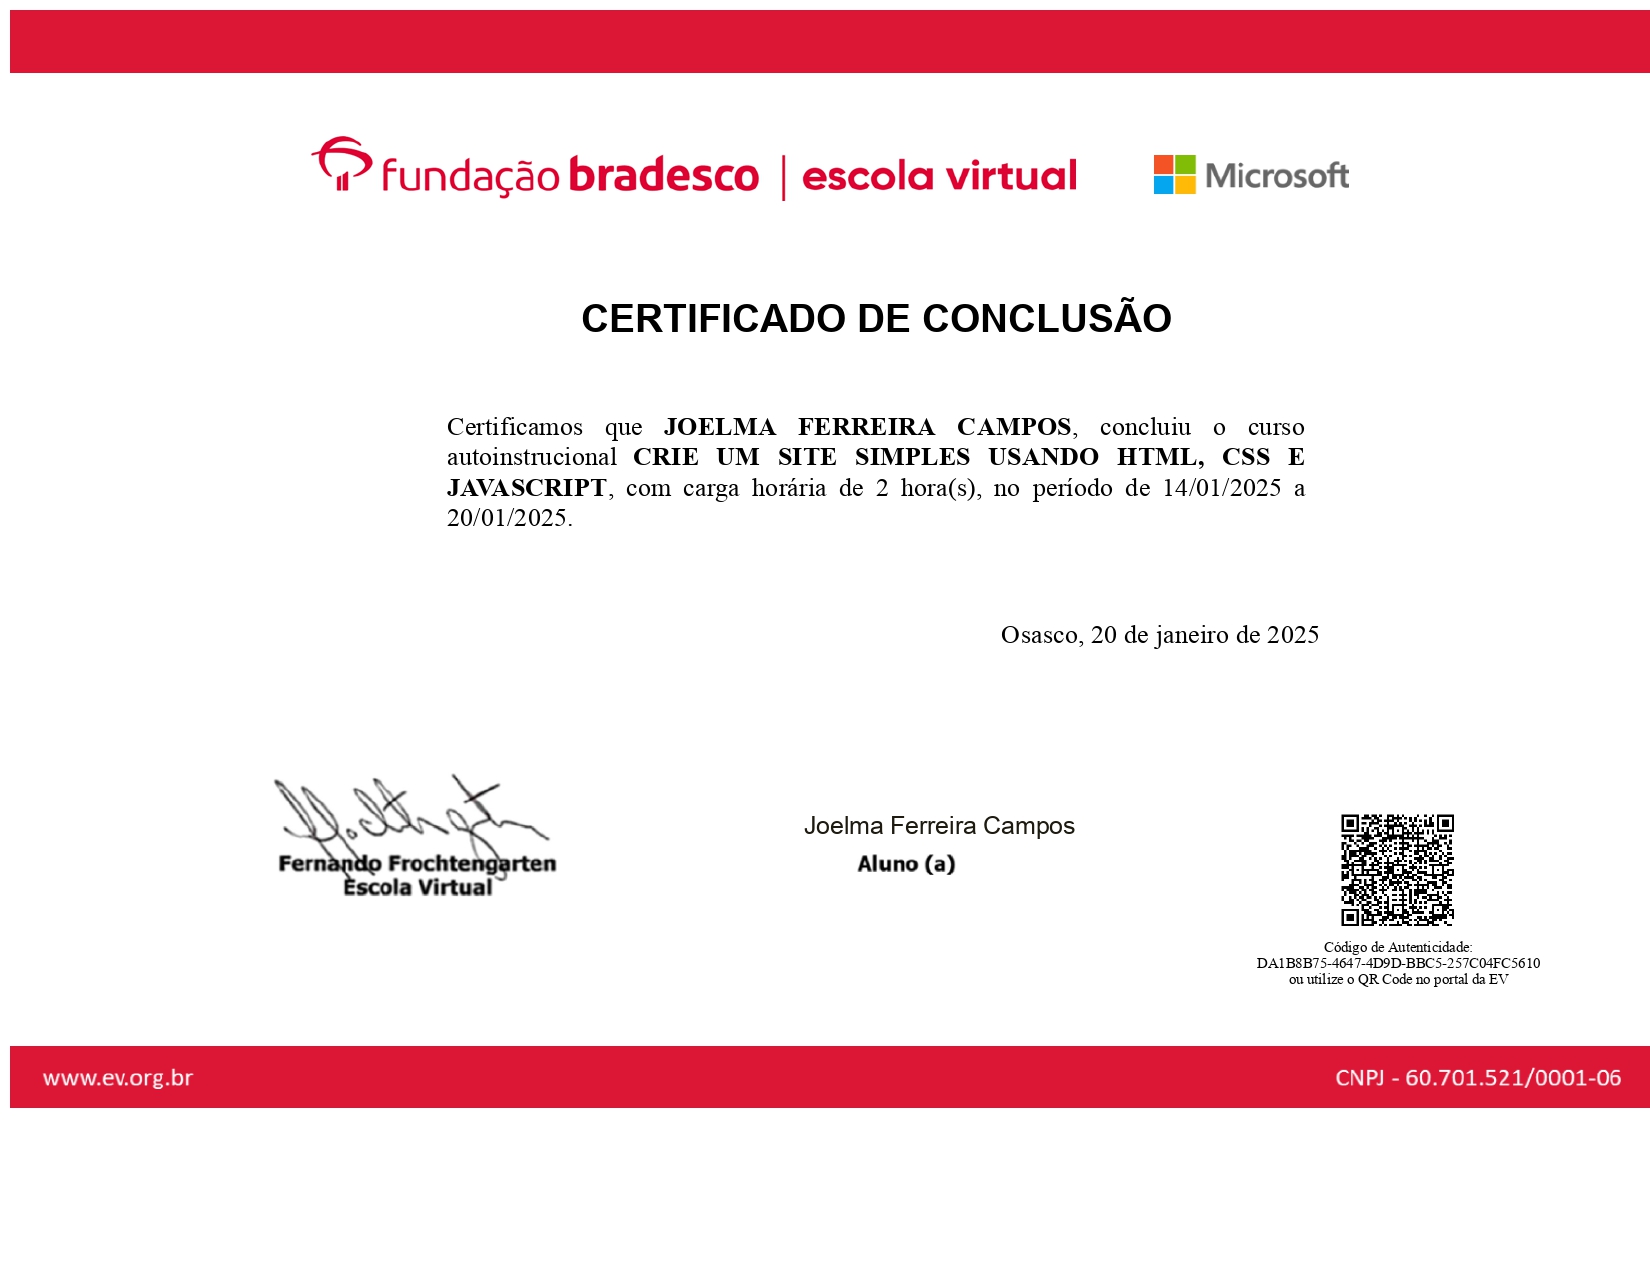 fundação bradesco | escola virtual Microsoft
CERTIFICADO DE CONCLUSÃO
Certificamos que JOELMA FERREIRA CAMPOS, concluiu o curso
autoinstrucional CRIE UM SITE SIMPLES USANDO HTML, CSS E
JAVASCRIPT, com carga horária de 2 hora(s), no período de 14/01/2025 a
20/01/2025.
Osasco, 20 de janeiro de 2025
Fernando Frochtengarten
Escola Virtual
Joelma Ferreira Campos
Aluno (a)
Código de Autenticidade:
DA1B8B75-4647-4D9D-BBC5-257C04FC5610
ou utilize o QR Code no portal da EV
www.ev.org.br
CNPJ - 60.701.521/0001-06